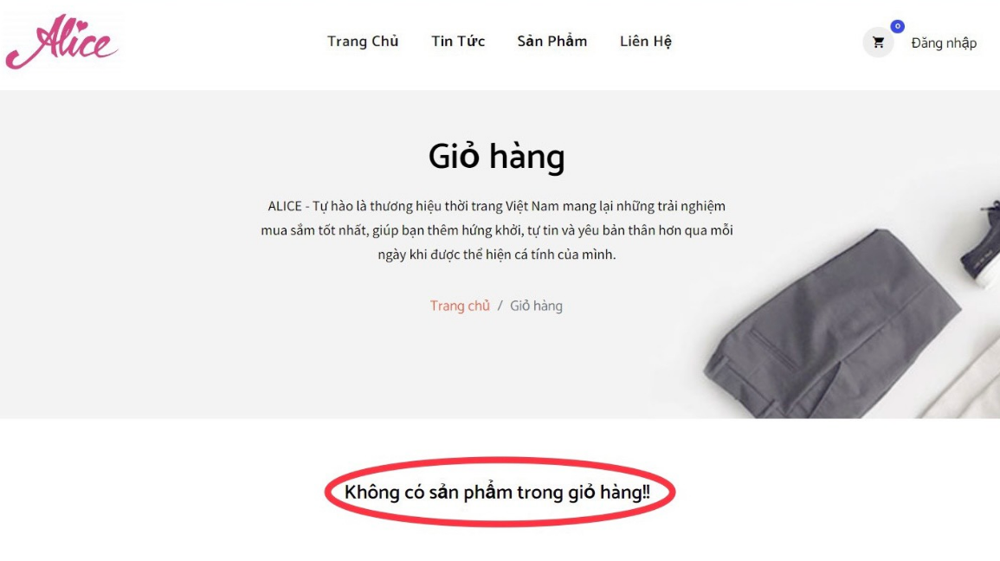 Alice
Trang Chủ Tin Tức Sản Phẩm Liên Hệ
0
Đăng nhập
Giỏ hàng
ALICE - Tự hào là thương hiệu thời trang Việt Nam mang lại những trải nghiệm
mua sắm tốt nhất, giúp bạn thêm hứng khởi, tự tin và yêu bản thân hơn qua mỗi
ngày khi được thể hiện cá tính của mình.
Trang chủ / Giỏ hàng
Không có sản phẩm trong giỏ hàng!!